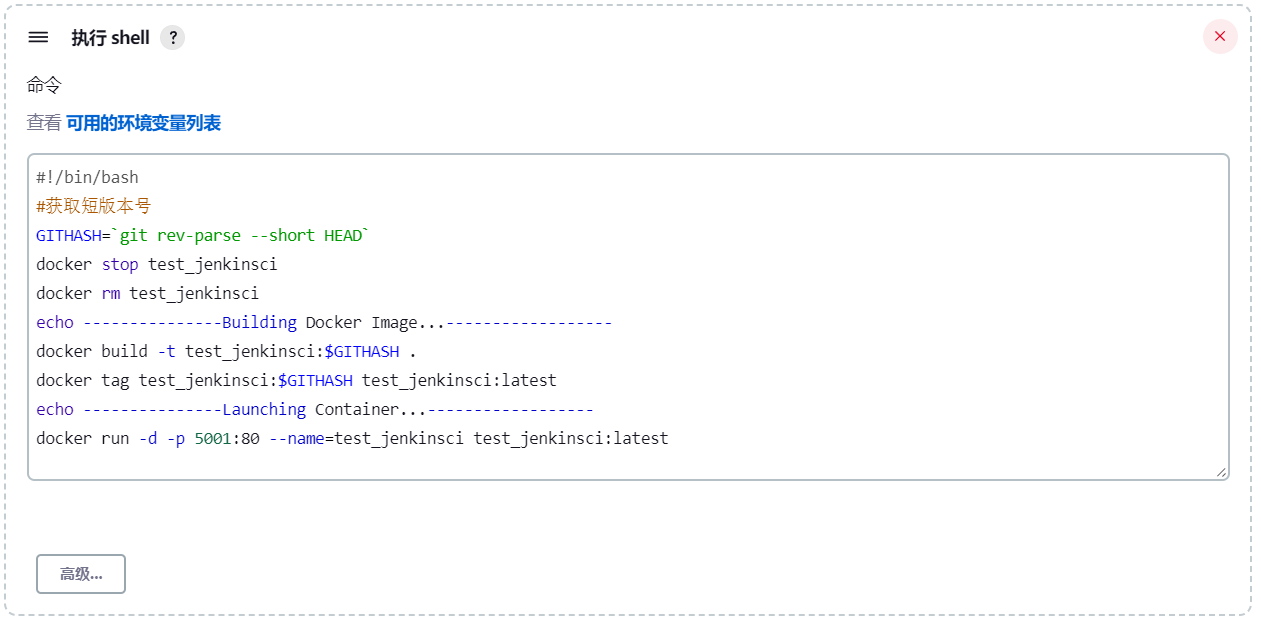 执行 shell ?
命令
查看 可用的环境变量列表
#!/bin/bash
#获取短版本号
GITHASH=`git rev-parse --short HEAD`
docker stop test_jenkinsci
docker rm test_jenkinsci
echo ---------------Building Docker Image...------------------
docker build -t test_jenkinsci:$GITHASH .
docker tag test_jenkinsci:$GITHASH test_jenkinsci:latest
echo ---------------Launching Container...------------------
docker run -d -p 5001:80 --name=test_jenkinsci test_jenkinsci:latest
高级...